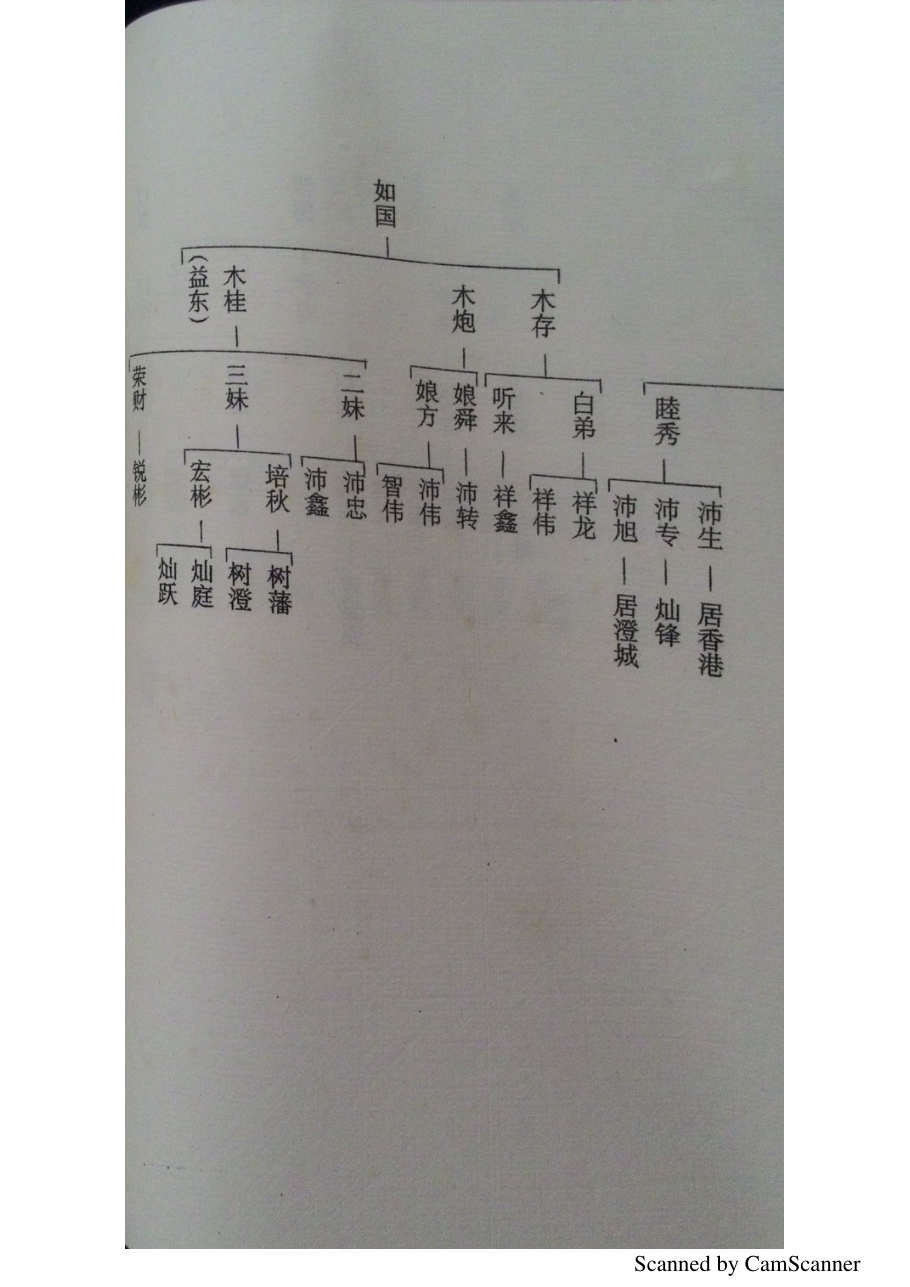 如国
木存
木炮
木桂
(益东)
睦秀
白弟
听来
娘舜
娘方
二妹
三妹
荣财
沛生
沛专
沛旭
祥龙
祥伟
祥鑫
沛转
沛伟
智伟
沛忠
沛鑫
培秋
宏彬
锐彬
居香港
灿锋
居澄城
树藩
树澄
灿庭
灿跃
Scanned by CamScanner